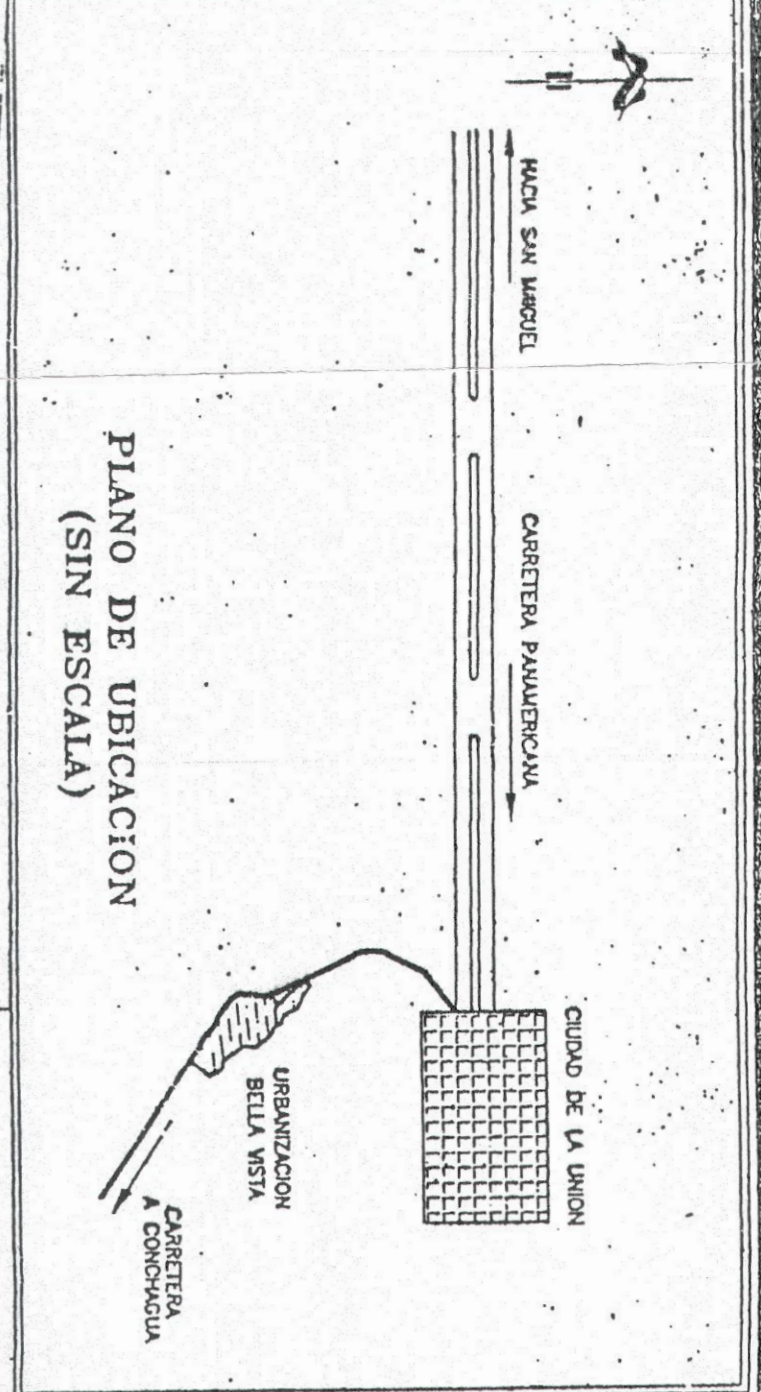 HACIA SAN MIGUEL
CARRETERA PANAMERICANA
CIUDAD DE LA UNION
URBANIZACION
BELLA VISTA
CARRETERA
A CONCHAGUA
PLANO DE UBICACION
(SIN ESCALA)